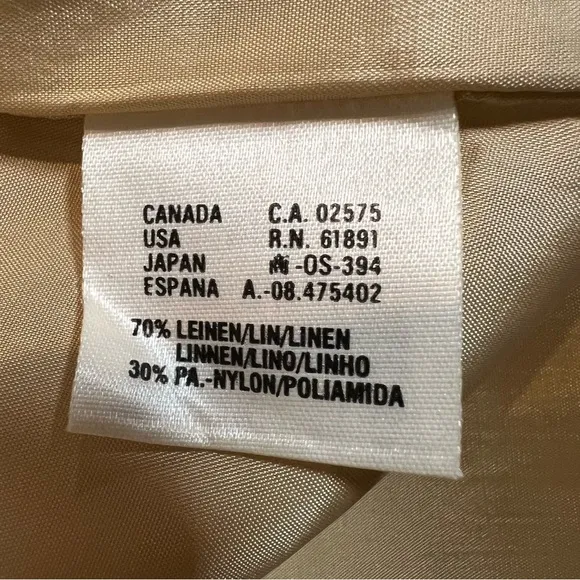 CANADA C.A. 02575
USA R.N. 61891
JAPAN -OS-394
ESPANA A.-08.475402
70% LEINEN/LIN/LINEN
LINNEN/LINO/LINHO
30% PA.-NYLON/POLIAMIDA